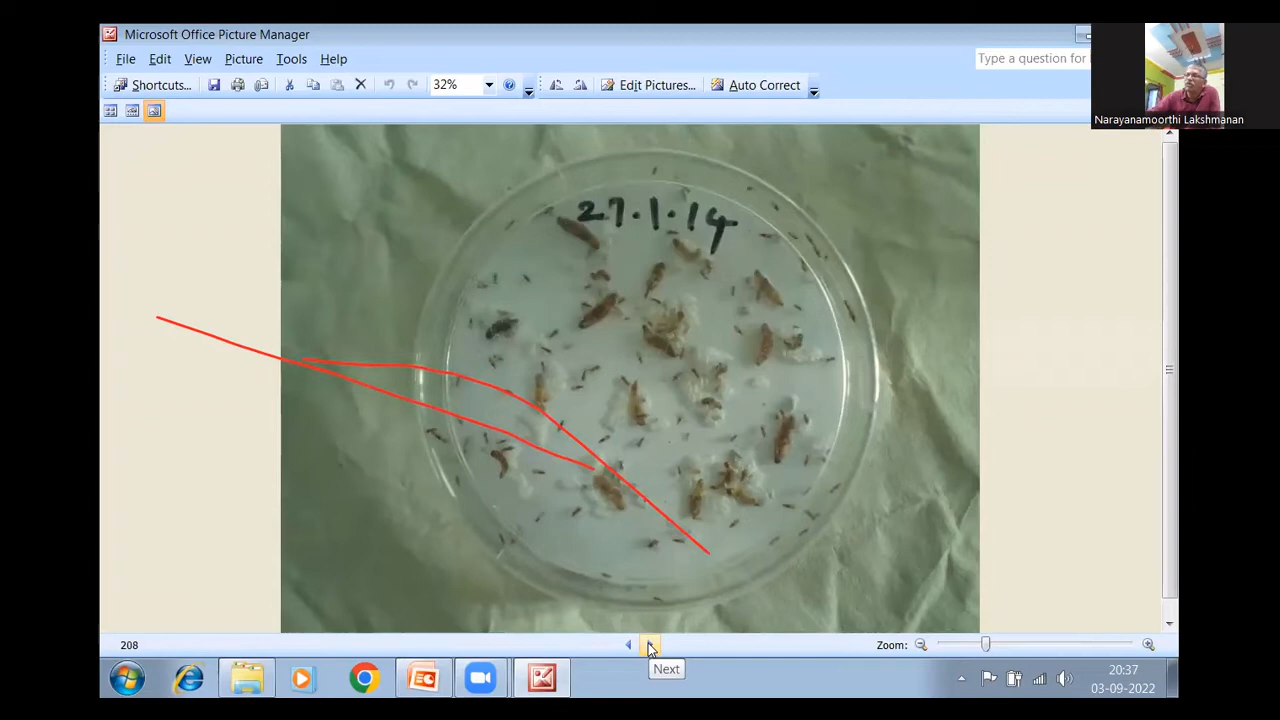 Microsoft Office Picture Manager
File Edit View Picture Tools Help
Type a question for
Shortcuts... 32% Edit Pictures... Auto Correct
Narayanamoorthi Lakshmanan
27.1.14
208
Zoom:
Next
20:37
03-09-2022